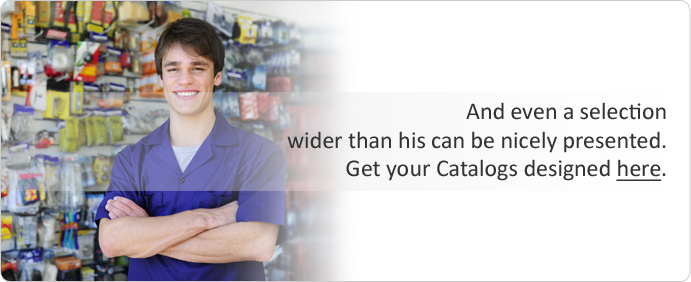 And even a selection
wider than his can be nicely presented.
Get your Catalogs designed here.